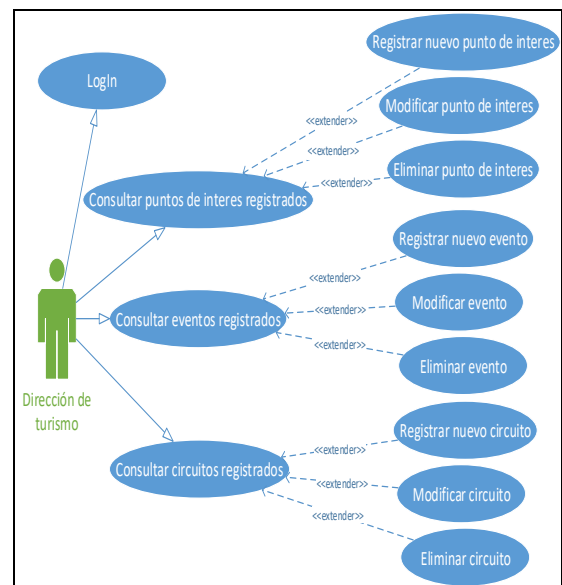 Registrar nuevo punto de interes
LogIn
Modificar punto de interes
<<extender>>
<<extender>>
Eliminar punto de interes
<<extender>>
Consultar puntos de interes registrados
Registrar nuevo evento
<<extender>>
Modificar evento
<<extender>>
Consultar eventos registrados
<<extender>>
Eliminar evento
Dirección de
turismo
Registrar nuevo circuito
<<extender>>
Consultar circuitos registrados
<<extender>>
Modificar circuito
<<extender>>
Eliminar circuito